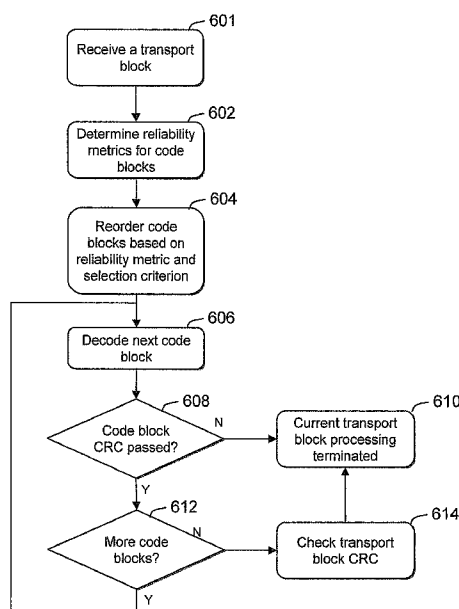 601
Receive a transport
block
602
Determine reliability
metrics for code
blocks
604
Reorder code
blocks based on
reliability metric and
selection criterion
606
Decode next code
block
608
Code block
CRC passed?
N
Y
610
Current transport
block processing
terminated
612
More code
blocks?
N
Y
614
Check transport
block CRC